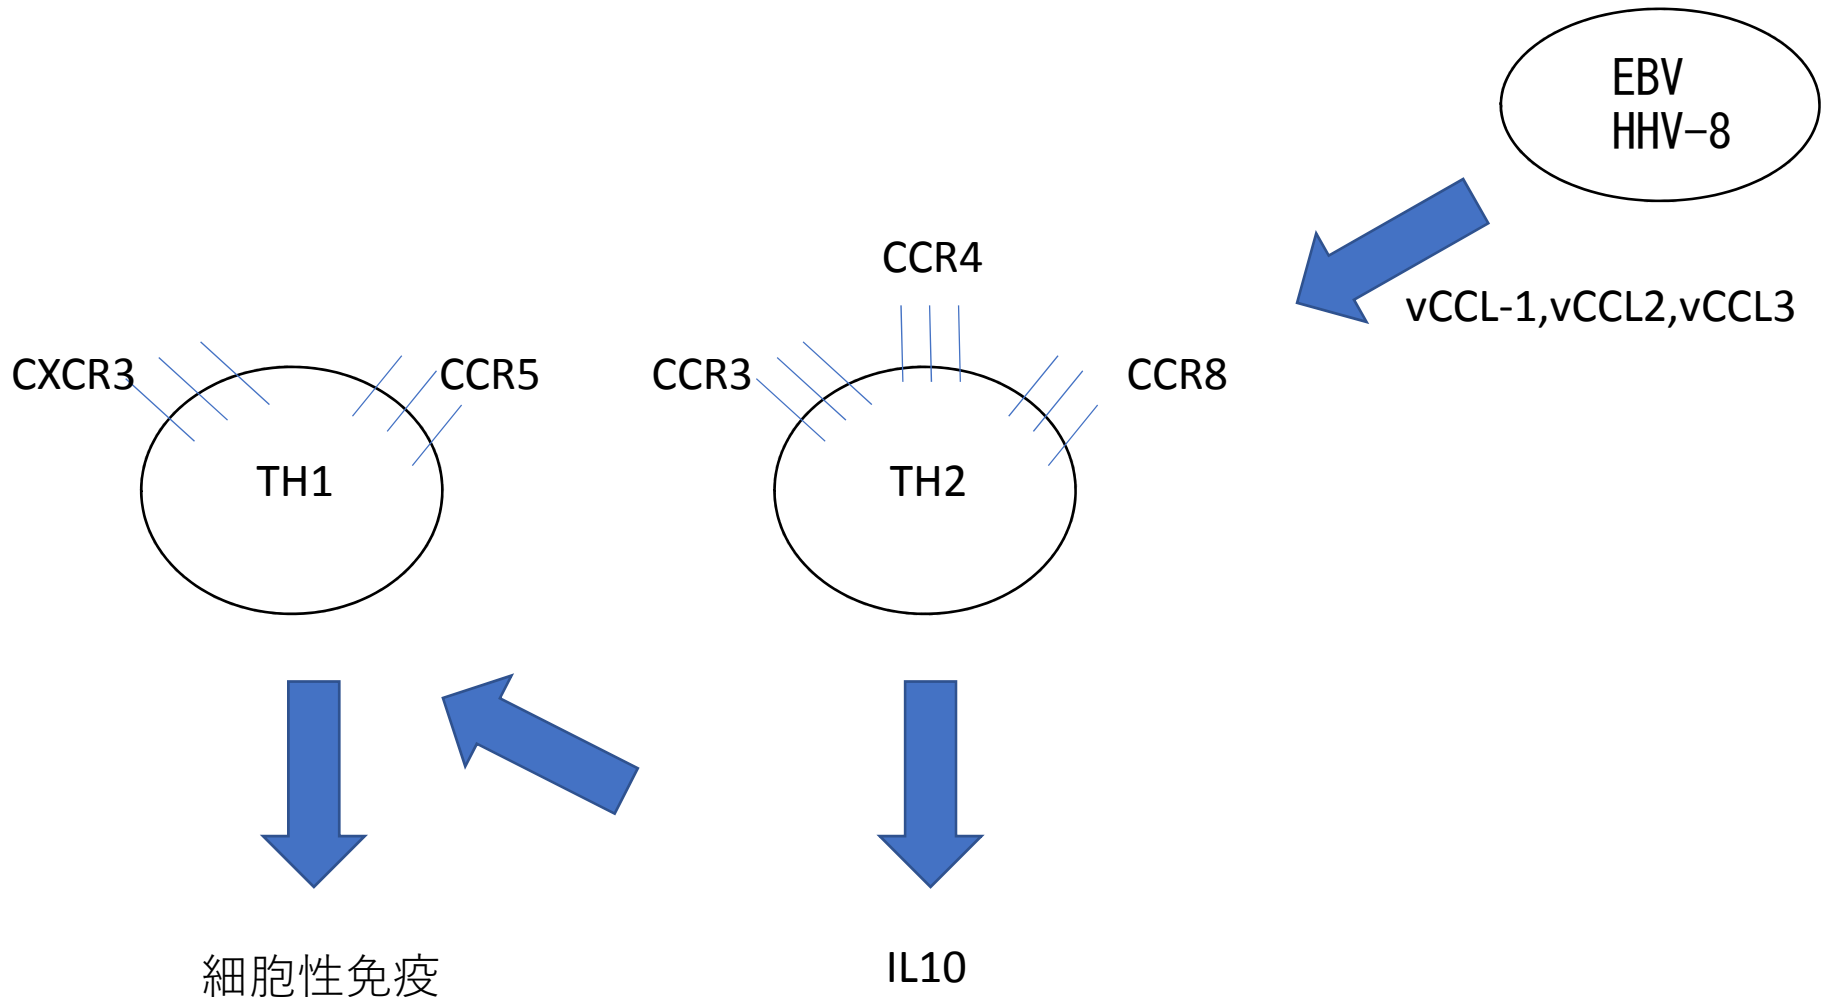 EBV
HHV-8
CCR4
vCCL-1,vCCL2,vCCL3
CXCR3
CCR5
CCR3
CCR8
TH1
TH2
細胞性免疫
IL10